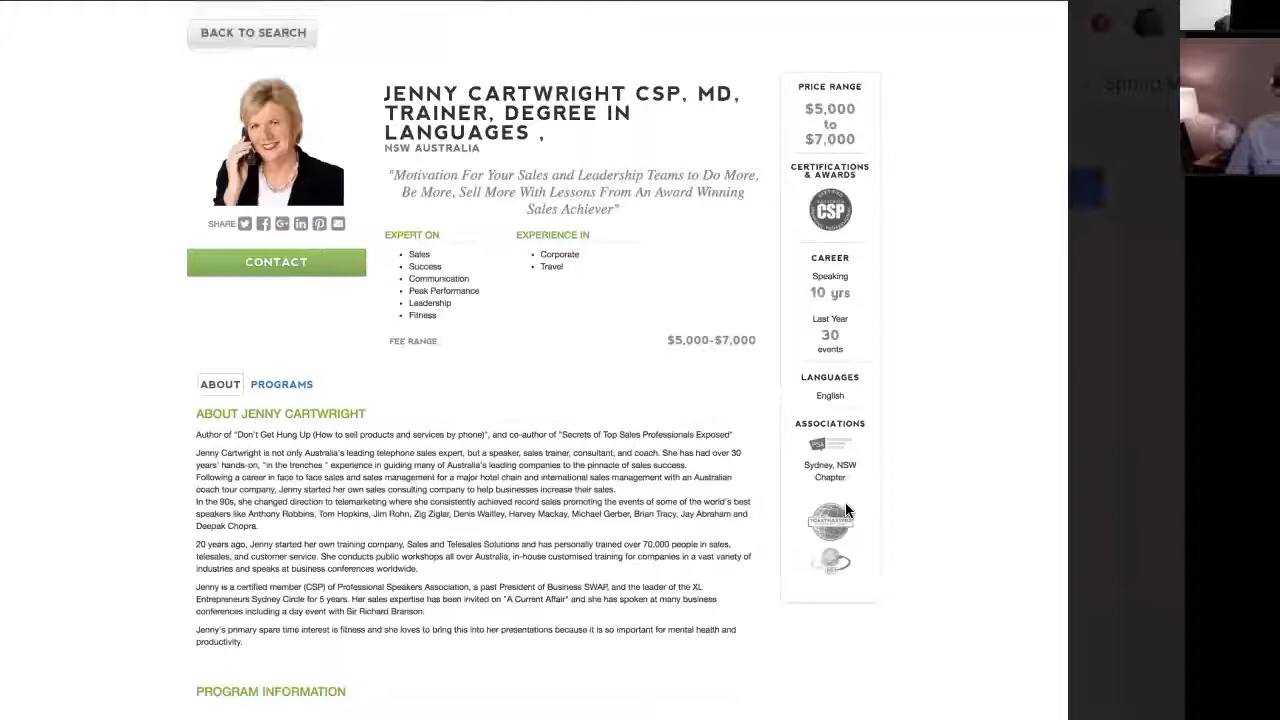 BACK TO SEARCH
JENNY CARTWRIGHT CSP, MD,
TRAINER, DEGREE IN
LANGUAGES ,
NSW AUSTRALIA
"Motivation For Your Sales and Leadership Teams to Do More,
Be More, Sell More With Lessons From An Award Winning
Sales Achiever"
SHARE
CONTACT
EXPERT ON
• Sales
• Success
• Communication
• Peak Performance
• Leadership
• Fitness
EXPERIENCE IN
• Corporate
• Travel
FEE RANGE
$5,000-$7,000
ABOUT PROGRAMS
ABOUT JENNY CARTWRIGHT
Author of "Don't Get Hung Up (How to sell products and services by phone)", and co-author of "Secrets of Top Sales Professionals Exposed"
Jenny Cartwright is not only Australia's leading telephone sales expert, but a speaker, sales trainer, consultant, and coach. She has had over 30
years' hands-on, "in the trenches " experience in guiding many of Australia's leading companies to the pinnacle of sales success.
Following a career in face to face sales and sales management for a major hotel chain and international sales management with an Australian
coach tour company, Jenny started her own sales consulting company to help businesses increase their sales.
In the 90s, she changed direction to telemarketing where she consistently achieved record sales promoting the events of some of the world's best
speakers like Anthony Robbins, Tom Hopkins, Jim Rohn, Zig Ziglar, Denis Waitley, Harvey Mackay, Michael Gerber, Brian Tracy, Jay Abraham and
Deepak Chopra.
20 years ago, Jenny started her own training company, Sales and Telesales Solutions and has personally trained over 70,000 people in sales,
telesales, and customer service. She conducts public workshops all over Australia, in-house customised training for companies in a vast variety of
industries and speaks at business conferences worldwide.
Jenny is a certified member (CSP) of Professional Speakers Association, a past President of Business SWAP, and the leader of the XL
Entrepreneurs Sydney Circle for 5 years. Her sales expertise has been invited on "A Current Affair" and she has spoken at many business
conferences including a day event with Sir Richard Branson.
Jenny's primary spare time interest is fitness and she loves to bring this into her presentations because it is so important for mental health and
productivity.
PROGRAM INFORMATION
PRICE RANGE
$5,000
to
$7,000
CERTIFICATIONS
& AWARDS
CSP
CAREER
Speaking
10 yrs
Last Year
30
events
LANGUAGES
English
ASSOCIATIONS
Sydney, NSW
Chapter
TOASTMASTERS